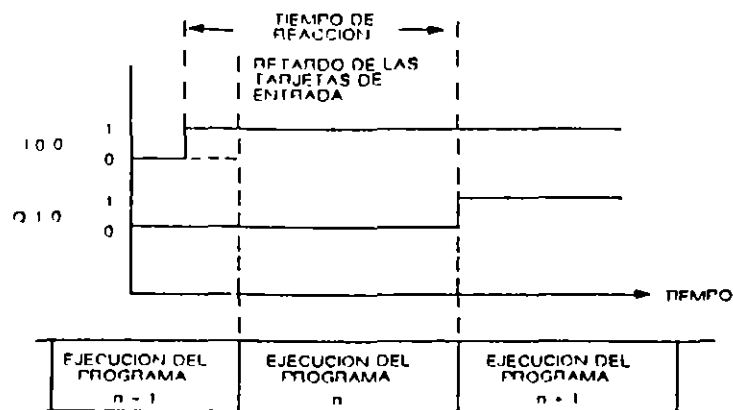 TIEMPO DE
REACCION
RETARDO DE LAS
TARJETAS DE
ENTRADA
1
I 0 0
0
1
Q 1 0
0
TIEMPO
EJECUCION DEL
PROGRAMA
n - 1
EJECUCION DEL
PROGRAMA
n
EJECUCION DEL
PROGRAMA
n + 1